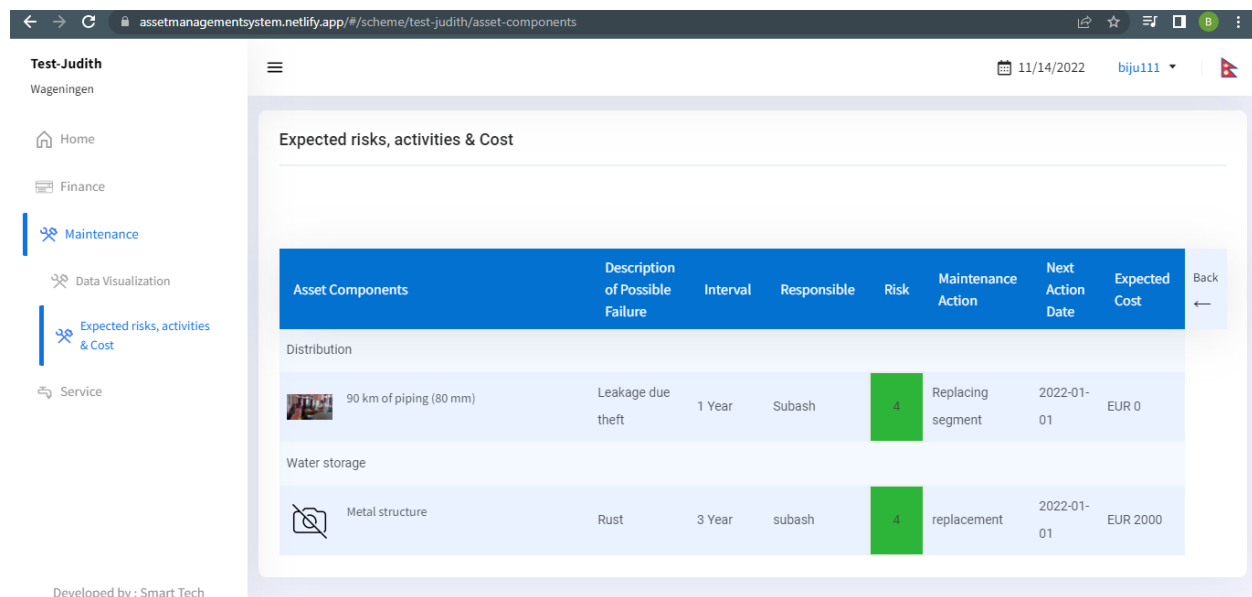 assetmanagementsystem.netlify.app/#/scheme/test-judith/asset-components
B
Test-Judith
Wageningen
11/14/2022 biju111
Home
Finance
Maintenance
Data Visualization
Expected risks, activities
& Cost
Service
Developed by : Smart Tech
Expected risks, activities & Cost
Asset Components
Description
of Possible
Failure
Interval
Responsible
Risk
Maintenance
Action
Next
Action
Date
Expected
Cost
Back
Distribution
90 km of piping (80 mm)
Leakage due
theft
1 Year
Subash
4
Replacing
segment
2022-01-
01
EUR 0
Water storage
Metal structure
Rust
3 Year
subash
4
replacement
2022-01-
01
EUR 2000